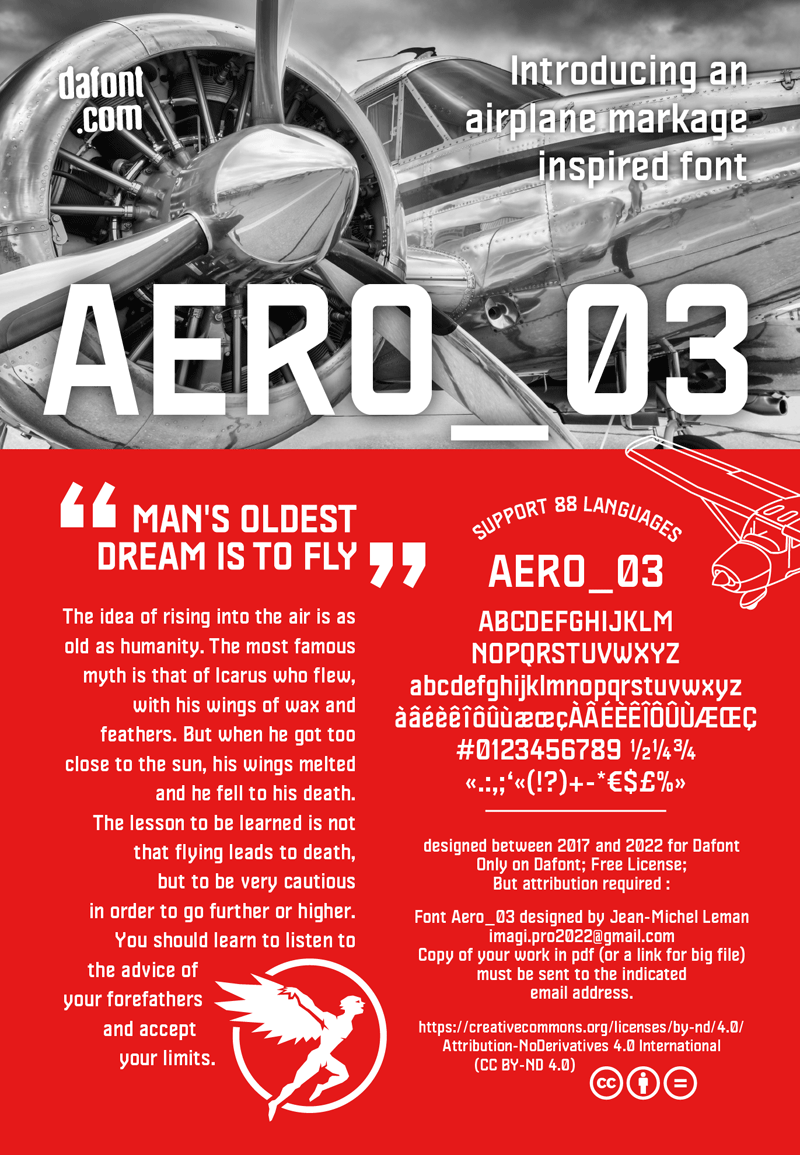 dafont
.com
Introducing an
airplane markage
inspired font
AERO_03
“ MAN'S OLDEST
DREAM IS TO FLY ”
The idea of rising into the air is as
old as humanity. The most famous
myth is that of Icarus who flew,
with his wings of wax and
feathers. But when he got too
close to the sun, his wings melted
and he fell to his death.
The lesson to be learned is not
that flying leads to death,
but to be very cautious
in order to go further or higher.
You should learn to listen to
the advice of
your forefathers
and accept
your limits.
SUPPORT 88 LANGUAGES
AERO_03
ABCDEFGHIJKLM
NOPQRSTUVWXYZ
abcdefghijklmnopqrstuvwxyz
àâéèêîôûùæœçÀÂÉÈÊÎÔÛÙÆŒÇ
#0123456789 ½¼¾
«.:,;‘«(!?)+-*€$£%»
designed between 2017 and 2022 for Dafont
Only on Dafont; Free License;
But attribution required :
Font Aero_03 designed by Jean-Michel Leman
imagi.pro2022@gmail.com
Copy of your work in pdf (or a link for big file)
must be sent to the indicated
email address.
https://creativecommons.org/licenses/by-nd/4.0/
Attribution-NoDerivatives 4.0 International
(CC BY-ND 4.0)
cc =